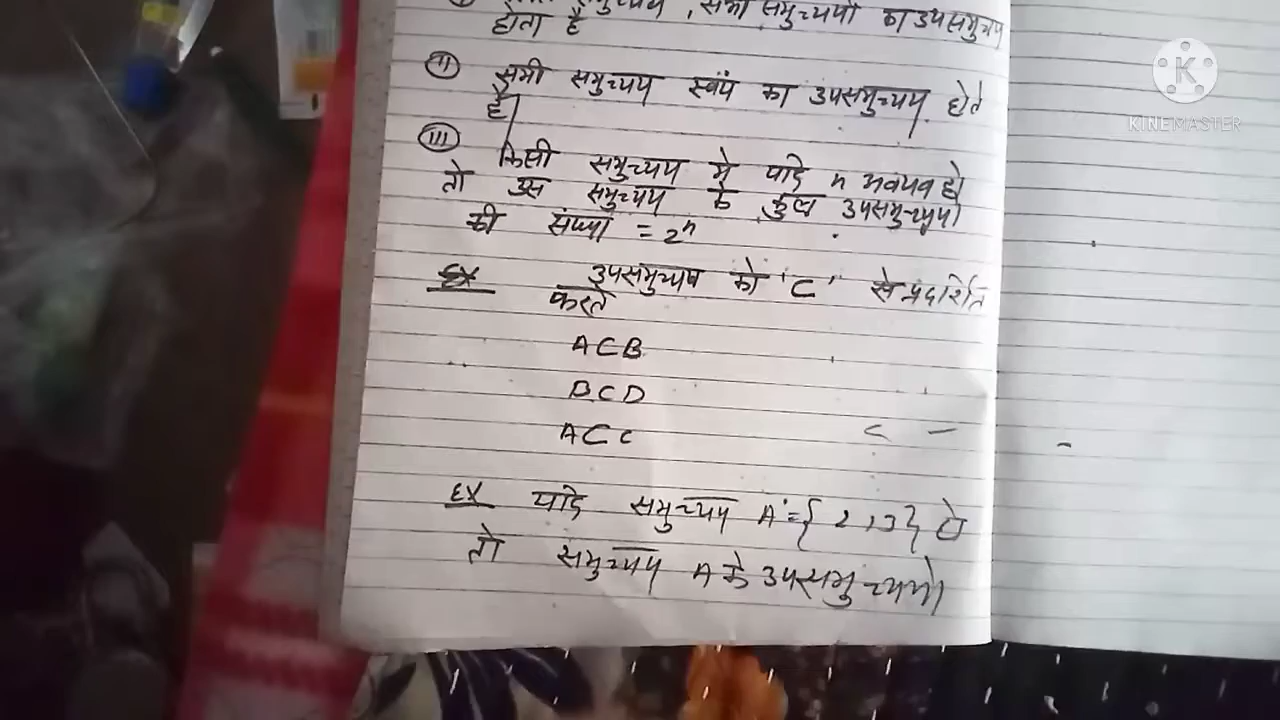 समुच्चय , सभी समुच्चयों का उपसमुच्चय
होता है
II सभी समुच्चय स्वंय का उपसमुच्चय होते
है।
III किसी समुच्चय मे यदि n अवयव हो
तो उस समुच्चय के कुल उपसमुच्चयो
की संख्या = 2ⁿ
Ex उपसमुच्चय को 'C' से प्रदर्शित
करते
A C B
B C D
A C C
Ex यदि समुच्चय A = { 2 , 3 } हो
तो समुच्चय A के उपसमुच्चयो
K
KINEMASTER